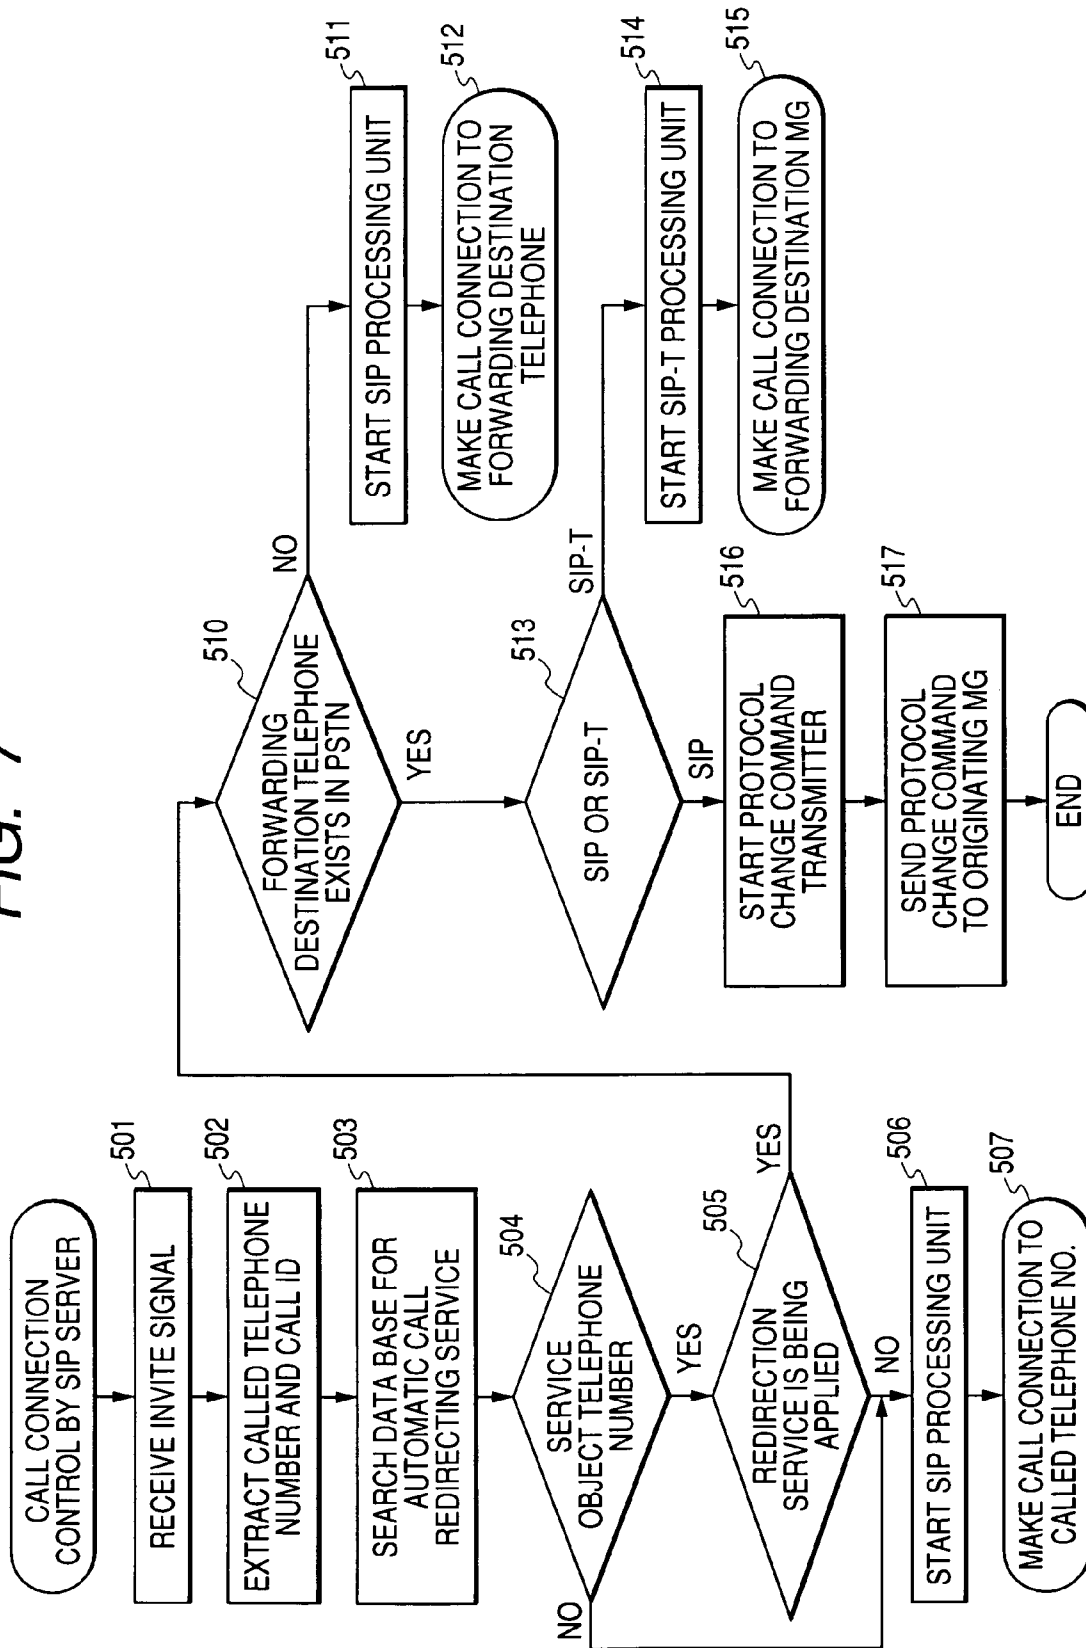 FIG. 7
CALL CONNECTION
CONTROL BY SIP SERVER
501
RECEIVE INVITE SIGNAL
502
EXTRACT CALLED TELEPHONE
NUMBER AND CALL ID
503
SEARCH DATA BASE FOR
AUTOMATIC CALL
REDIRECTING SERVICE
504
SERVICE
OBJECT TELEPHONE
NUMBER
NO
YES
505
REDIRECTION
SERVICE IS BEING
APPLIED
YES
NO
506
START SIP PROCESSING UNIT
507
MAKE CALL CONNECTION TO
CALLED TELEPHONE NO.
510
FORWARDING
DESTINATION TELEPHONE
EXISTS IN PSTN
NO
YES
511
START SIP PROCESSING UNIT
512
MAKE CALL CONNECTION TO
FORWARDING DESTINATION
TELEPHONE
513
SIP OR SIP-T
SIP-T
SIP
514
START SIP-T PROCESSING UNIT
515
MAKE CALL CONNECTION TO
FORWARDING DESTINATION MG
516
START PROTOCOL
CHANGE COMMAND
TRANSMITTER
517
SEND PROTOCOL
CHANGE COMMAND
TO ORIGINATING MG
END